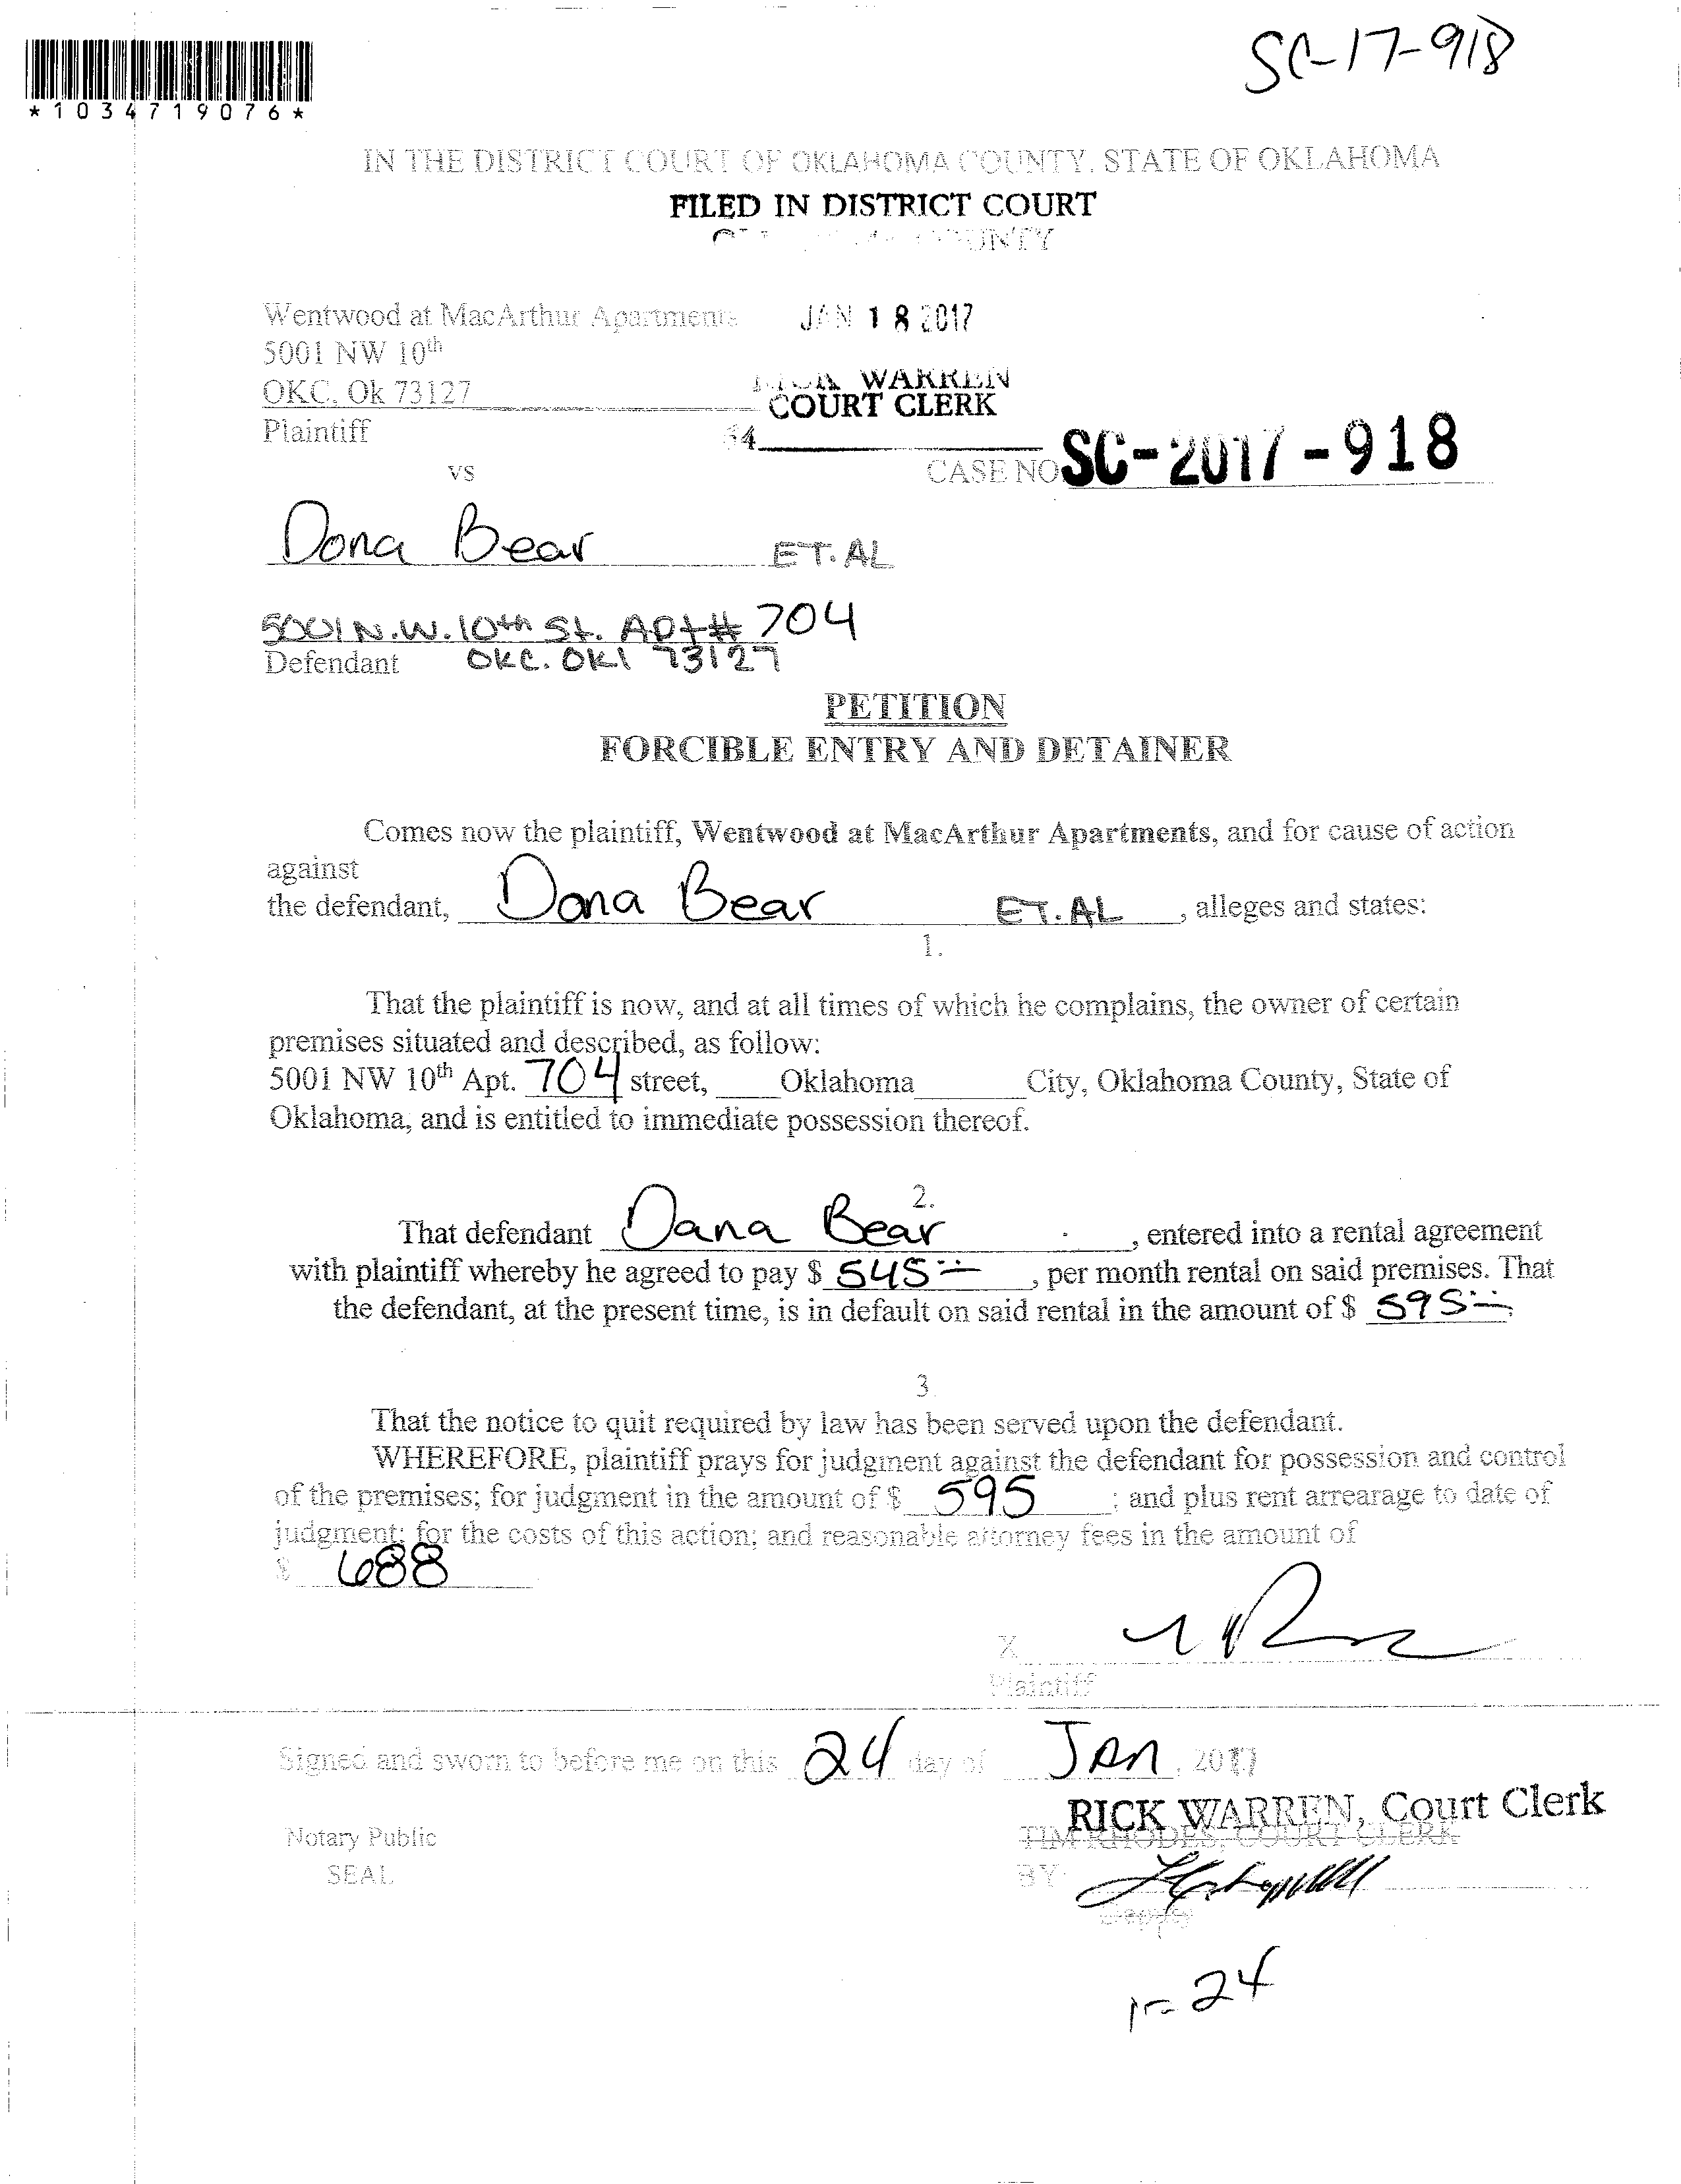 SC-17-918
*1034719076*
IN THE DISTRICT COURT OF OKLAHOMA COUNTY, STATE OF OKLAHOMA
FILED IN DISTRICT COURT
COUNTY
Wentwood at MacArthur Apartments
JAN 18 2017
5001 NW 10th
OKC, Ok 73127
RICK WARREN
COURT CLERK
Plaintiff
34
vs
CASE NO SC-2017-918
Dona Bear ET.AL
5001 N.W. 10th St. Apt# 704
Defendant OKC. OKl 73127
PETITION
FORCIBLE ENTRY AND DETAINER
Comes now the plaintiff, Wentwood at MacArthur Apartments, and for cause of action
against
the defendant, Dona Bear ET.AL , alleges and states:
1.
That the plaintiff is now, and at all times of which he complains, the owner of certain
premises situated and described, as follow:
5001 NW 10th Apt. 704 street, Oklahoma City, Oklahoma County, State of
Oklahoma, and is entitled to immediate possession thereof.
2.
That defendant Dana Bear , entered into a rental agreement
with plaintiff whereby he agreed to pay $ 545 , per month rental on said premises. That
the defendant, at the present time, is in default on said rental in the amount of $ 595
3.
That the notice to quit required by law has been served upon the defendant.
WHEREFORE, plaintiff prays for judgment against the defendant for possession and control
of the premises; for judgment in the amount of $ 595 ; and plus rent arrearage to date of
judgment; for the costs of this action; and reasonable attorney fees in the amount of
$ 688
X
Plaintiff
Signed and sworn to before me on this 24 day of Jan, 2017
RICK WARREN, Court Clerk
Notary Public
TIM RHODES, COURT CLERK
SEAL
BY:
Deputy
24